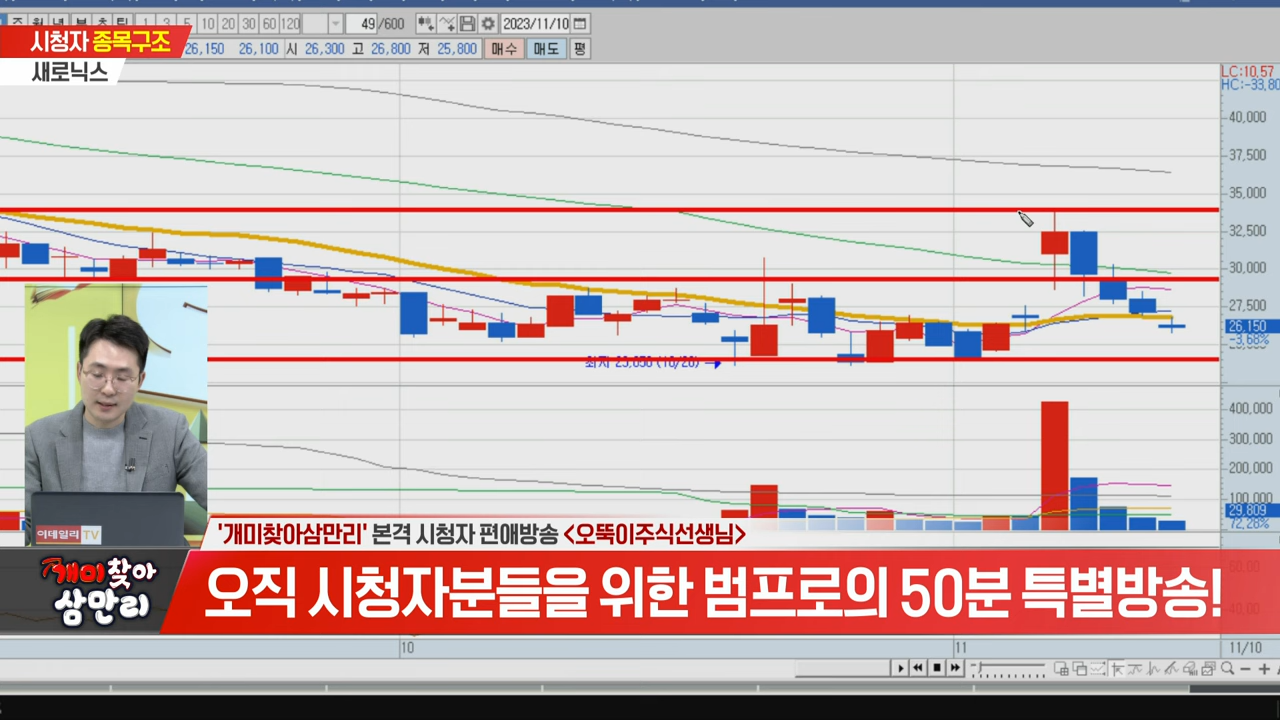 주 월 년 분 초 틱 1 3 5 10 20 30 60 120 49 /600 2023/11/10
시청자 종목구조
26,150 26,100 시 26,300 고 26,800 저 25,800 매수 매도 평
새로닉스
LC:10,57
HC:-33,80
40,000
37,500
35,000
32,500
30,000
27,500
26,150
-3,68%
최저 23,650 (10/20)
400,000
300,000
200,000
100,000
29,809
72,28%
이데일리 TV
'개미찾아삼만리' 본격 시청자 편애방송 <오뚝이주식선생님>
개미찾아
삼만리
오직 시청자분들을 위한 범프로의 50분 특별방송!
60,00
40,00
10 11 11/10